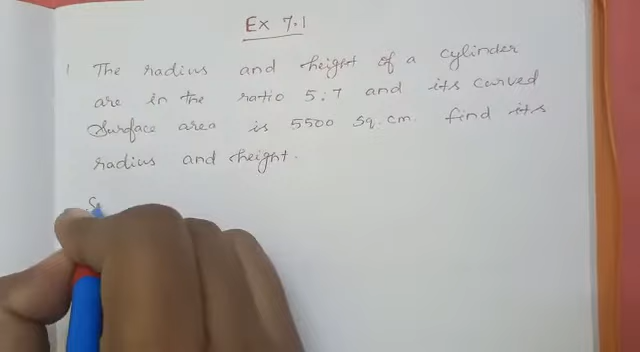 Ex 7.1
1 The radius and height of a cylinder
are in the ratio 5:7 and its curved
Surface area is 5500 sq.cm. find its
radius and height.
S